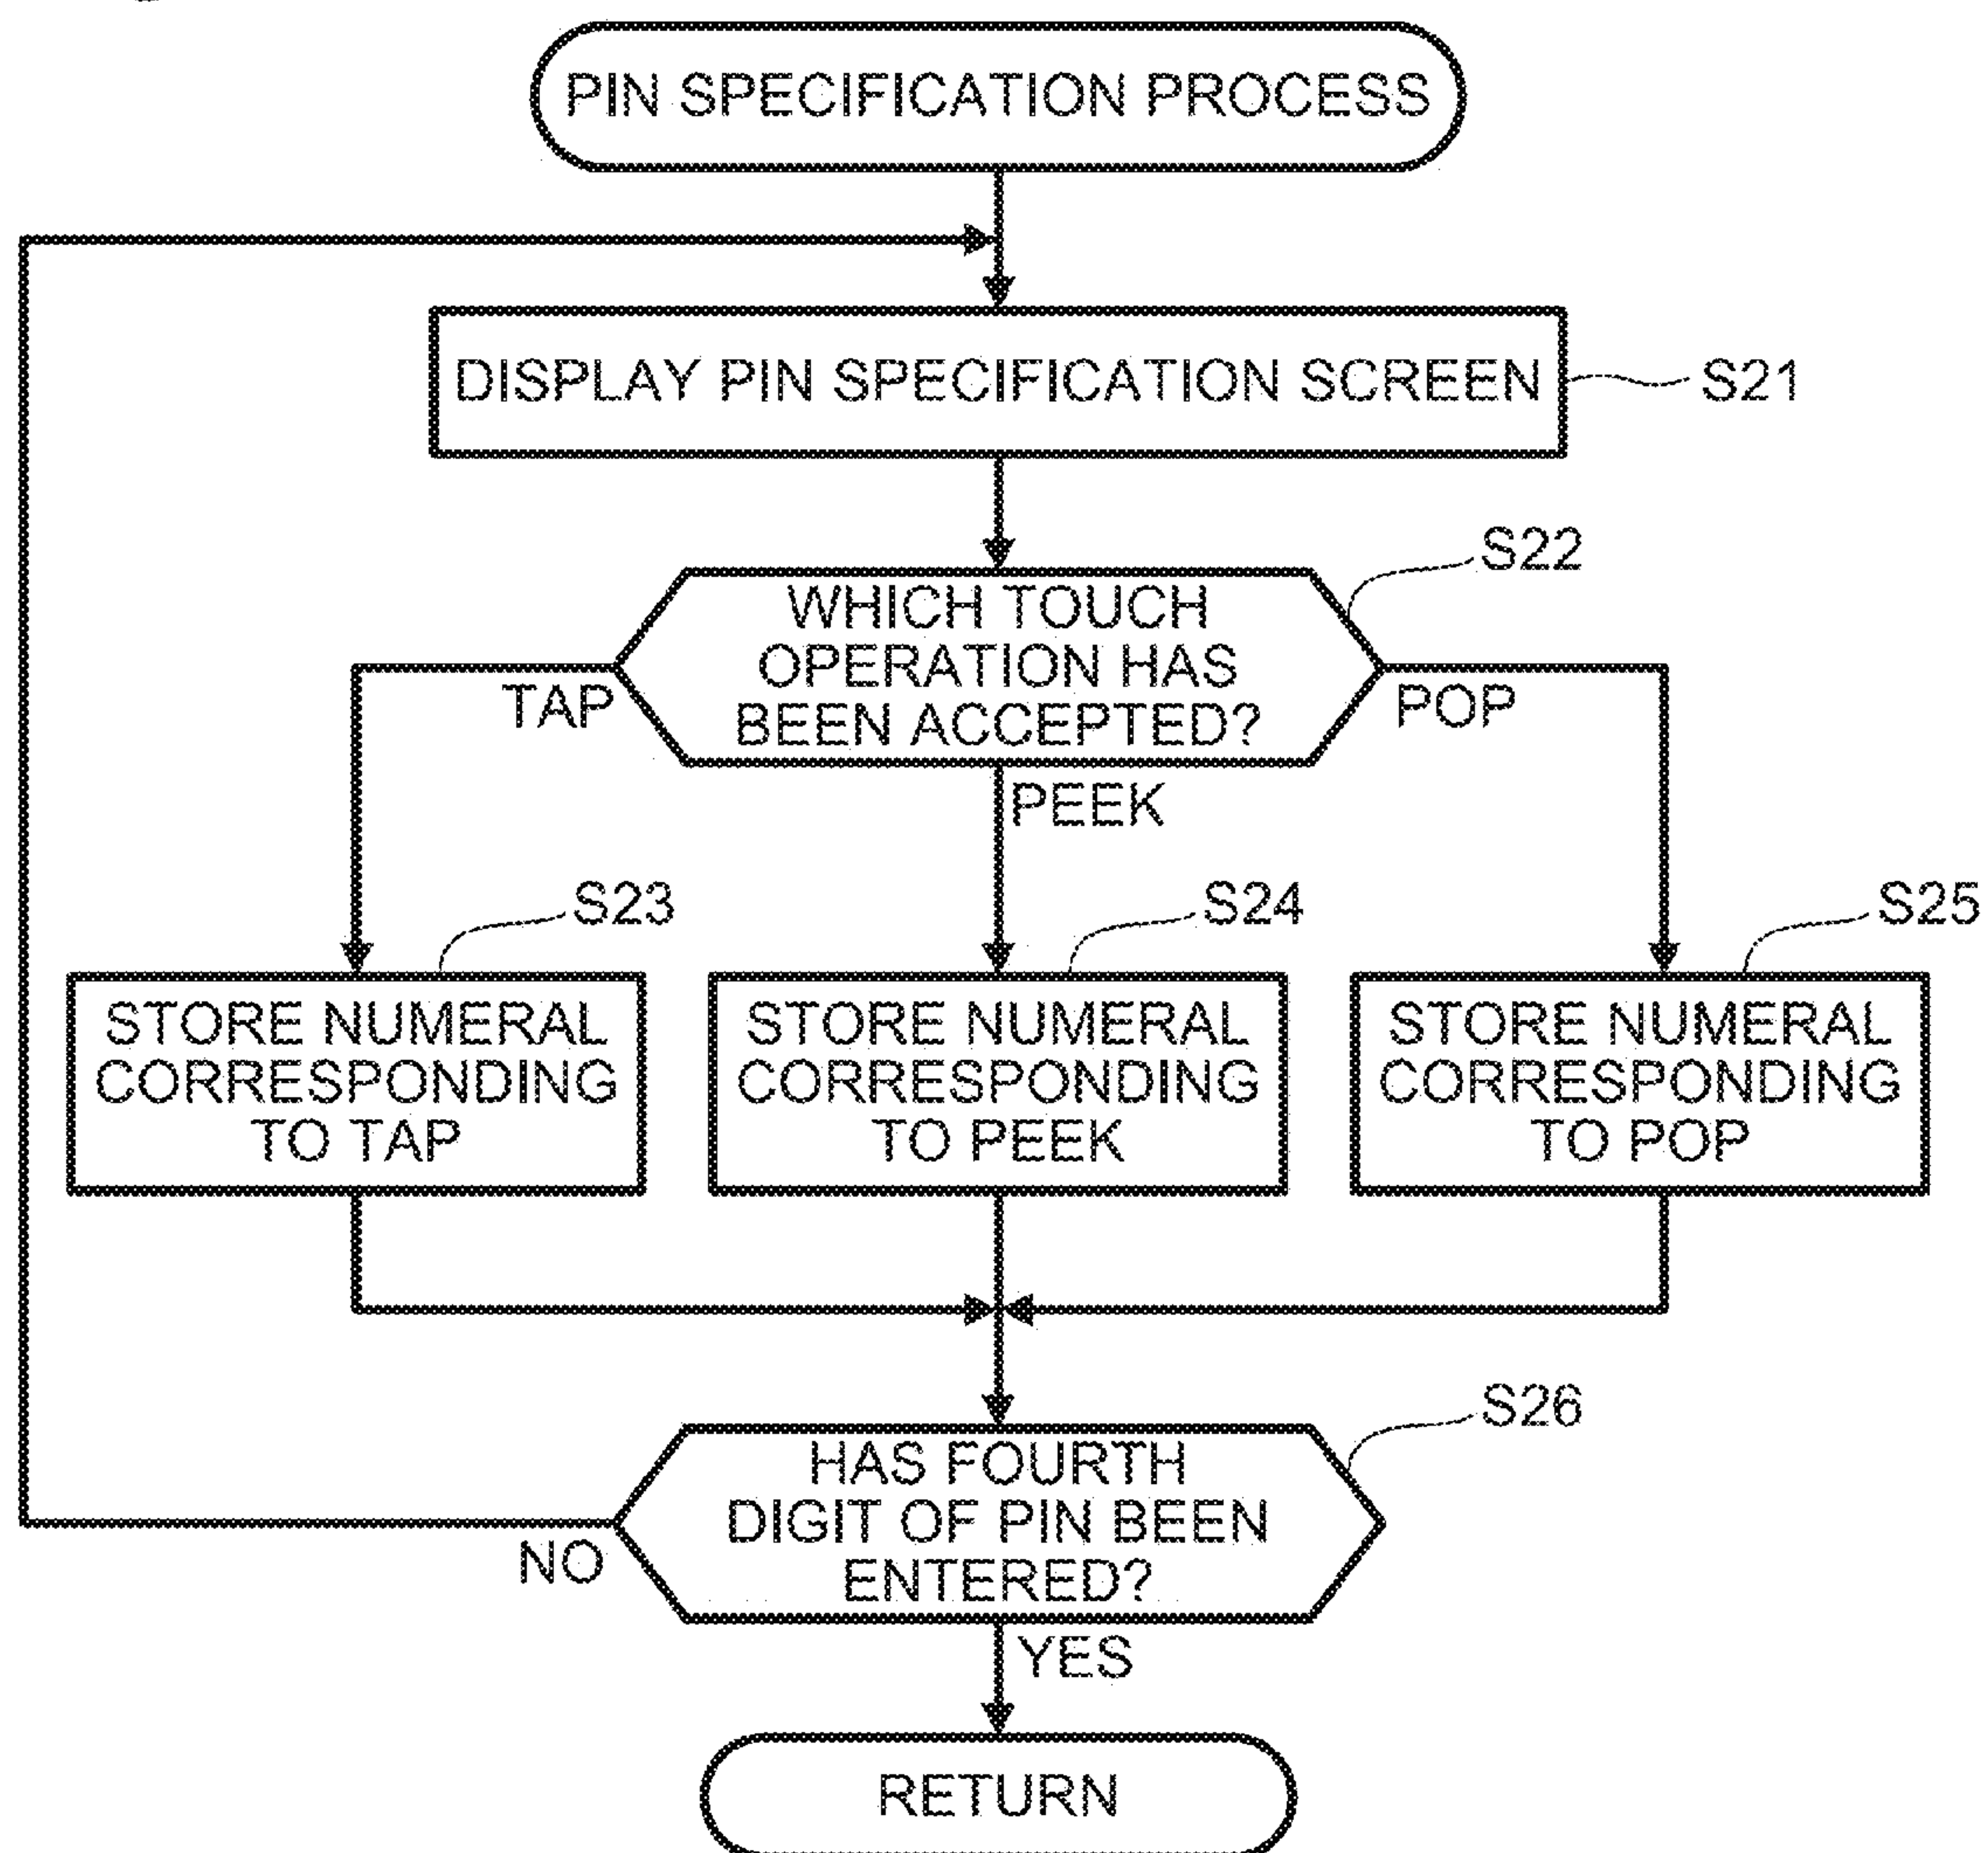 PIN SPECIFICATION PROCESS
DISPLAY PIN SPECIFICATION SCREEN
S21
S22
WHICH TOUCH
OPERATION HAS
BEEN ACCEPTED?
TAP
POP
PEEK
S23
S24
S25
STORE NUMERAL
CORRESPONDING
TO TAP
STORE NUMERAL
CORRESPONDING
TO PEEK
STORE NUMERAL
CORRESPONDING
TO POP
S26
HAS FOURTH
DIGIT OF PIN BEEN
ENTERED?
NO
YES
RETURN